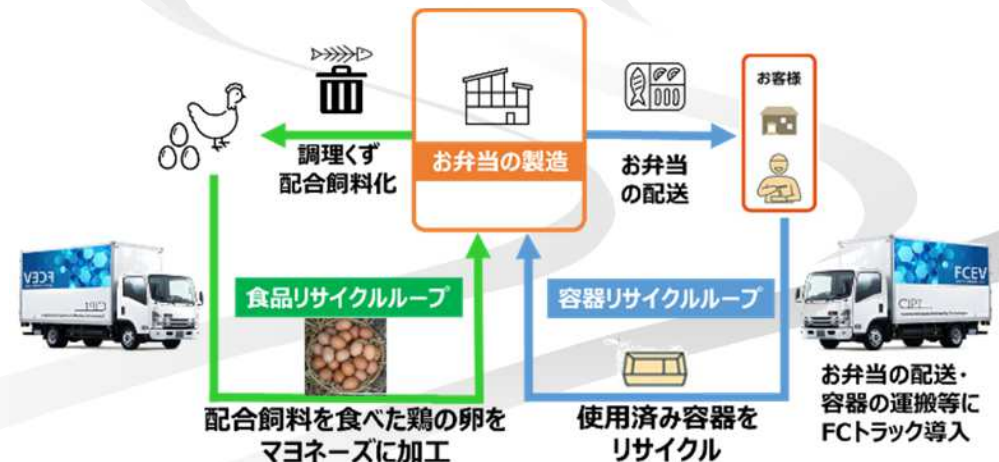 お客様
調理くず
配合飼料化
お弁当の製造
お弁当
の配送
FCEV
食品リサイクルループ
容器リサイクルループ
FCEV
CJPT
配合飼料を食べた鶏の卵を
マヨネーズに加工
使用済み容器を
リサイクル
お弁当の配送・
容器の運搬等に
FCトラック導入